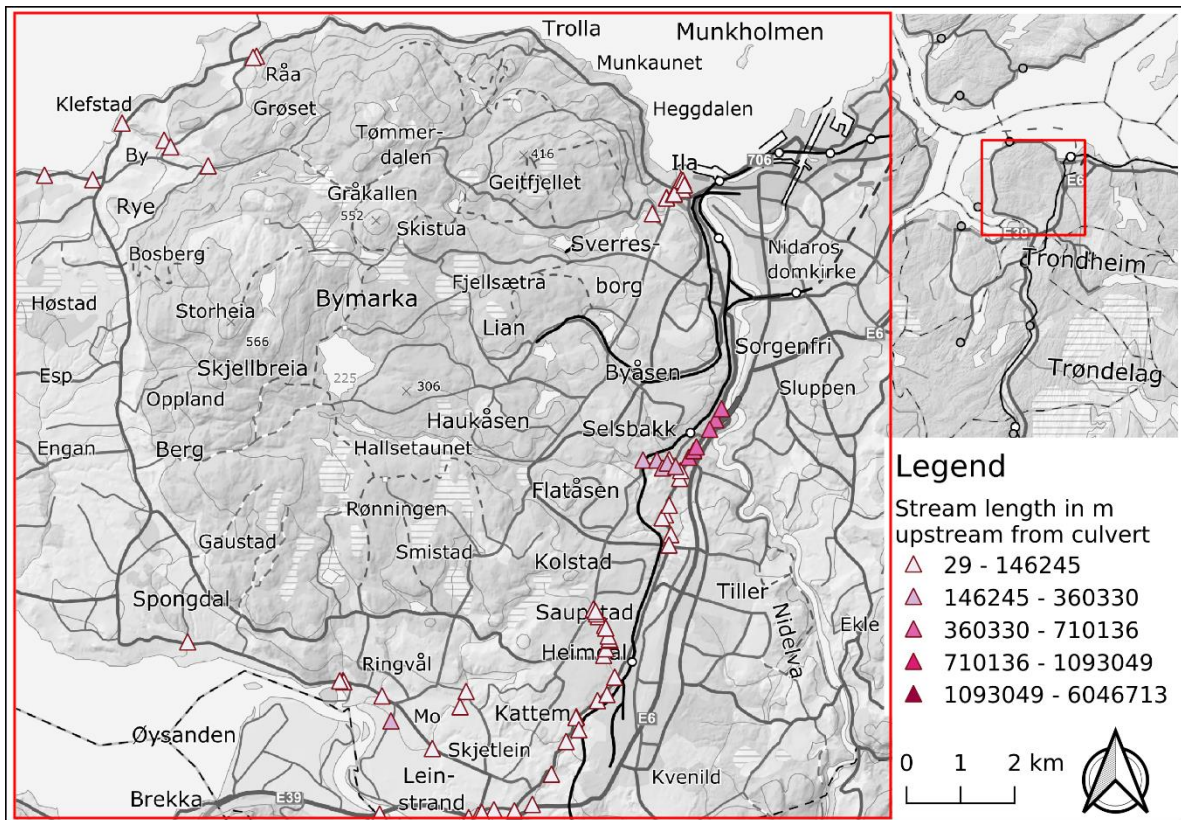 Trolla
Munkholmen
Munkaunet
Råa
Klefstad
Grøset
Heggdalen
Tømmer-
dalen
By
416
706
Ila
Geitfjellet
Gråkallen
Rye
552
Skistua
Sverres-
borg
Nidaros
domkirke
Bosberg
Fjellsætra
Høstad
Storheia
Bymarka
Lian
E6
566
Sorgenfri
Skjellbreia
Byåsen
Esp
225
306
Sluppen
Oppland
Haukåsen
Selsbakk
Engan
Berg
Hallsetaunet
Flatåsen
Rønningen
Gaustad
Smistad
Kolstad
Tiller
Spongdal
Saupstad
Nidelva
Ekle
Ringvål
Heimdal
Mo
Kattem
E6
Øysanden
Skjetlein
Kvenild
Lein-
strand
Brekka
E39
E6
E39
Trondheim
Trøndelag
Legend
Stream length in m
upstream from culvert
29 - 146245
146245 - 360330
360330 - 710136
710136 - 1093049
1093049 - 6046713
0 1 2 km